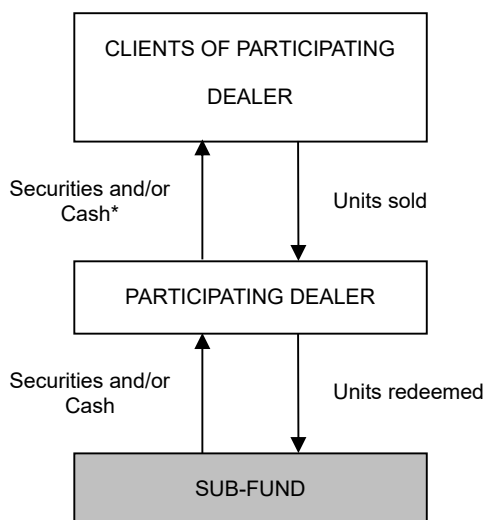 CLIENTS OF PARTICIPATING
DEALER
Securities and/or
Cash*
Units sold
PARTICIPATING DEALER
Securities and/or
Cash
Units redeemed
SUB-FUND